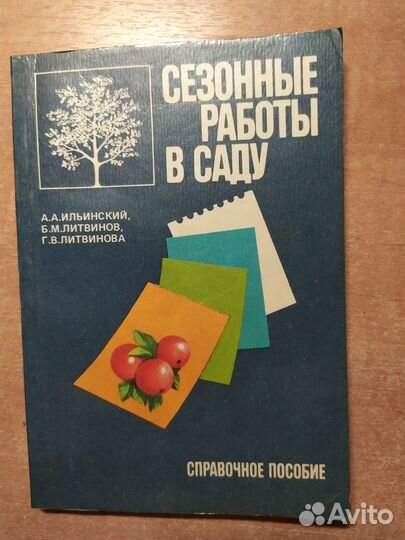 СЕЗОННЫЕ
РАБОТЫ
В САДУ
А.А.ИЛЬИНСКИЙ,
Б.М.ЛИТВИНОВ,
Г.В.ЛИТВИНОВА
СПРАВОЧНОЕ ПОСОБИЕ
Avito